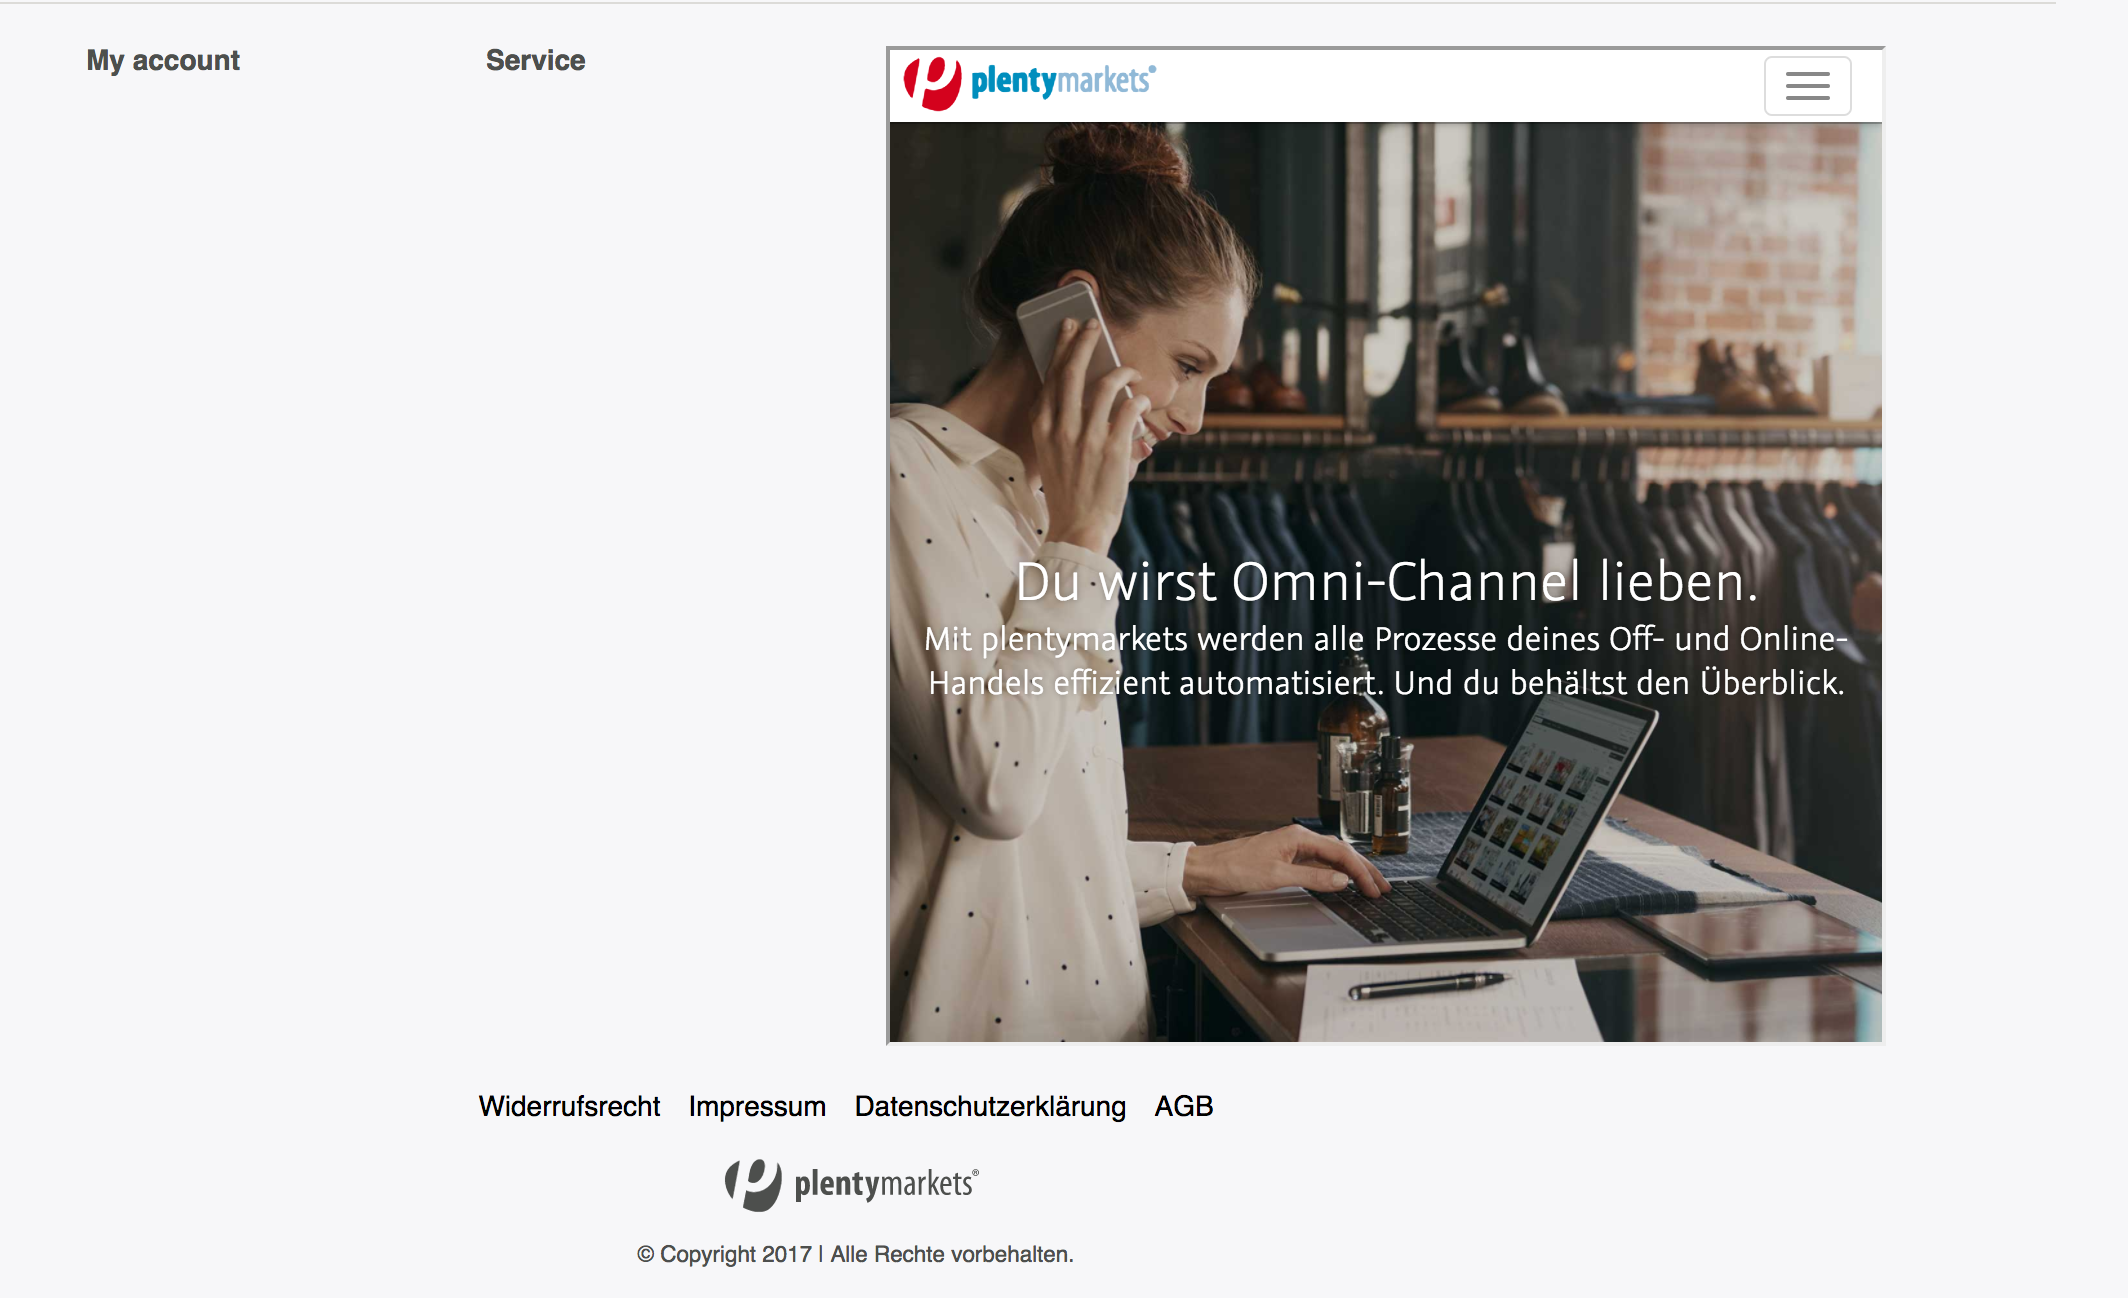 My account
Service
plentymarkets®
Du wirst Omni-Channel lieben.
Mit plentymarkets werden alle Prozesse deines Off- und Online-
Handels effizient automatisiert. Und du behältst den Überblick.
Widerrufsrecht Impressum Datenschutzerklärung AGB
plentymarkets®
© Copyright 2017 | Alle Rechte vorbehalten.